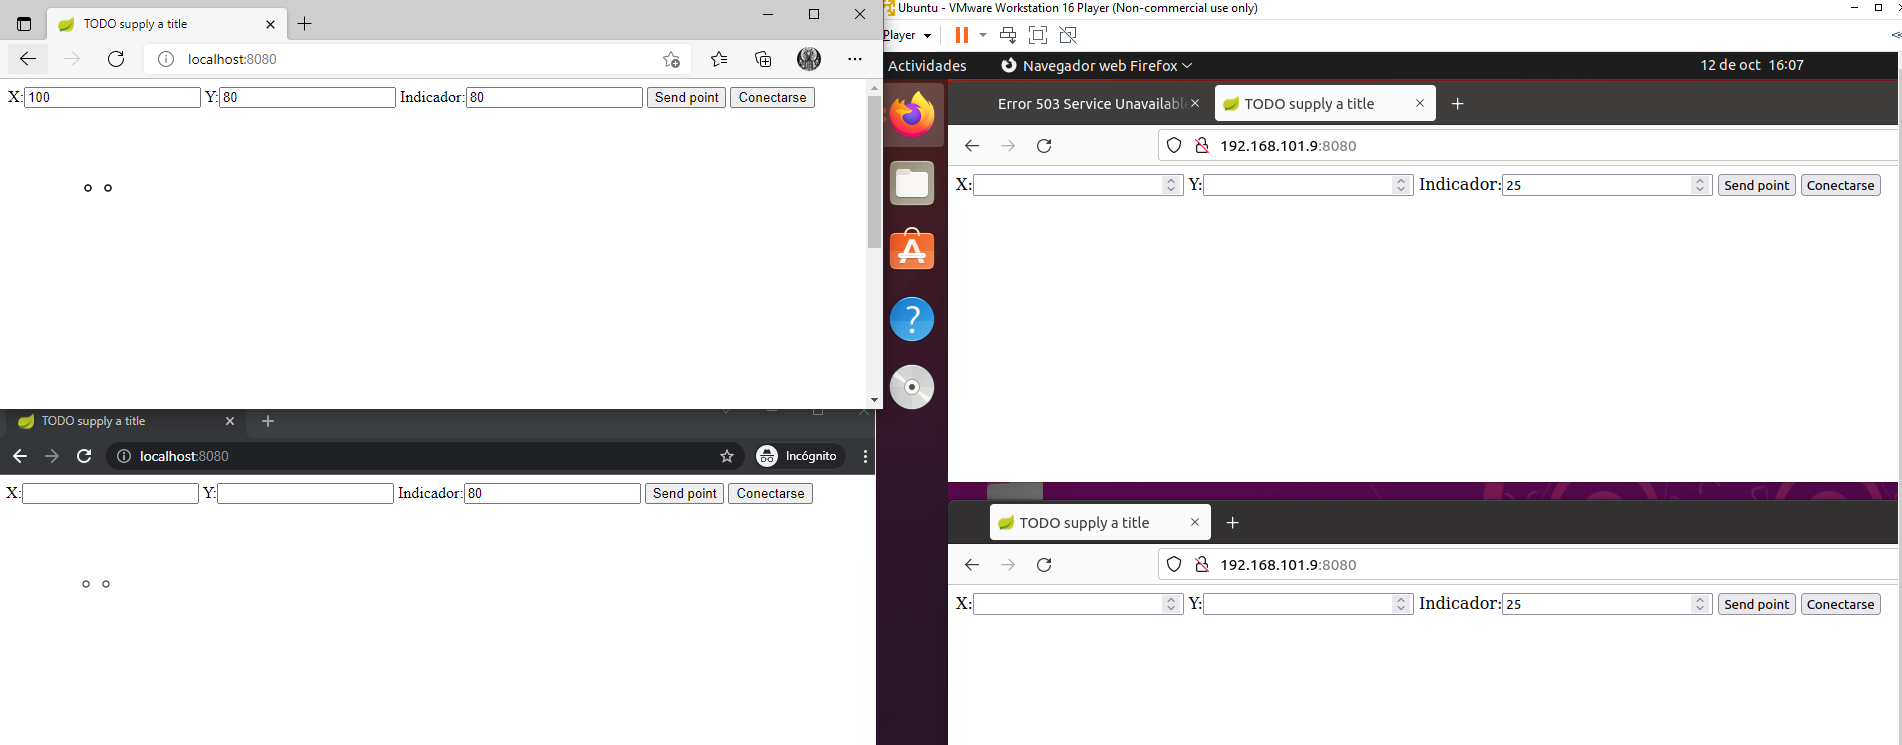 TODO supply a title
localhost:8080
X: 100 Y: 80 Indicador: 80 Send point Conectarse
TODO supply a title
localhost:8080 Incógnito
X: Y: Indicador: 80 Send point Conectarse
Ubuntu - VMware Workstation 16 Player (Non-commercial use only)
Player
Actividades Navegador web Firefox 12 de oct 16:07
Error 503 Service Unavailable TODO supply a title
192.168.101.9:8080
X: Y: Indicador: 25 Send point Conectarse
TODO supply a title
192.168.101.9:8080
X: Y: Indicador: 25 Send point Conectarse